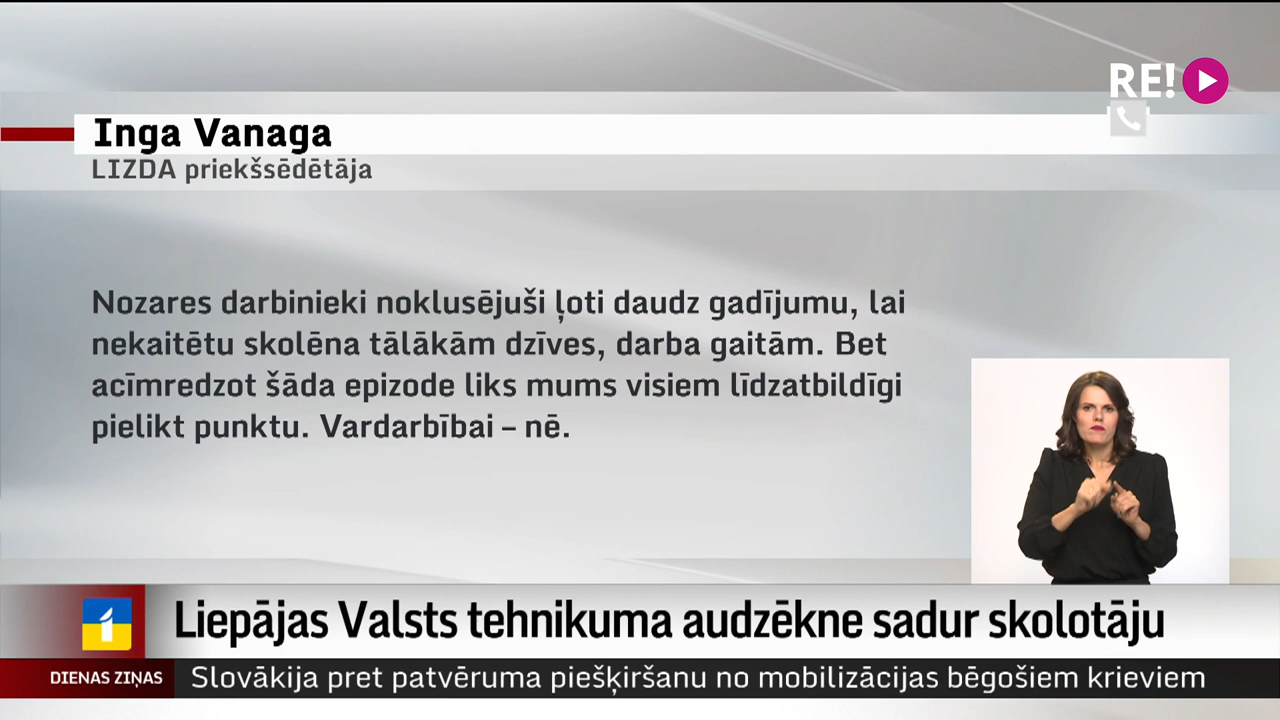 RE!
Inga Vanaga
LIZDA priekšsēdētāja
Nozares darbinieki noklusējuši ļoti daudz gadījumu, lai
nekaitētu skolēna tālākām dzīves, darba gaitām. Bet
acīmredzot šāda epizode liks mums visiem līdzatbildīgi
pielikt punktu. Vardarbībai – nē.
1
Liepājas Valsts tehnikuma audzēkne sadur skolotāju
DIENAS ZIŅAS
Slovākija pret patvēruma piešķiršanu no mobilizācijas bēgošiem krieviem